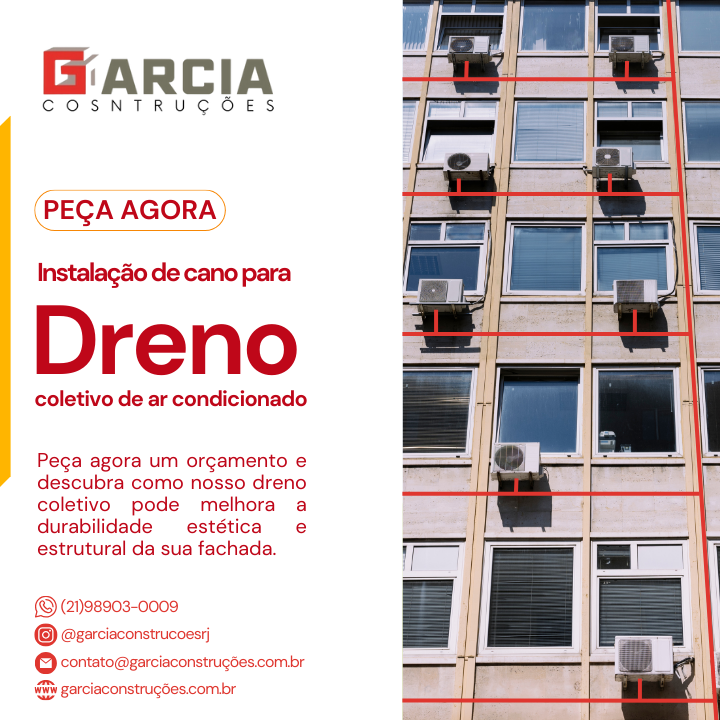 GARCIA
COSNTRUÇÕES
PEÇA AGORA
Instalação de cano para
Dreno
coletivo de ar condicionado
Peça agora um orçamento e
descubra como nosso dreno
coletivo pode melhora a
durabilidade estética e
estrutural da sua fachada.
(21)98903-0009
@garciaconstrucoesrj
contato@garciaconstruções.com.br
www garciaconstruções.com.br